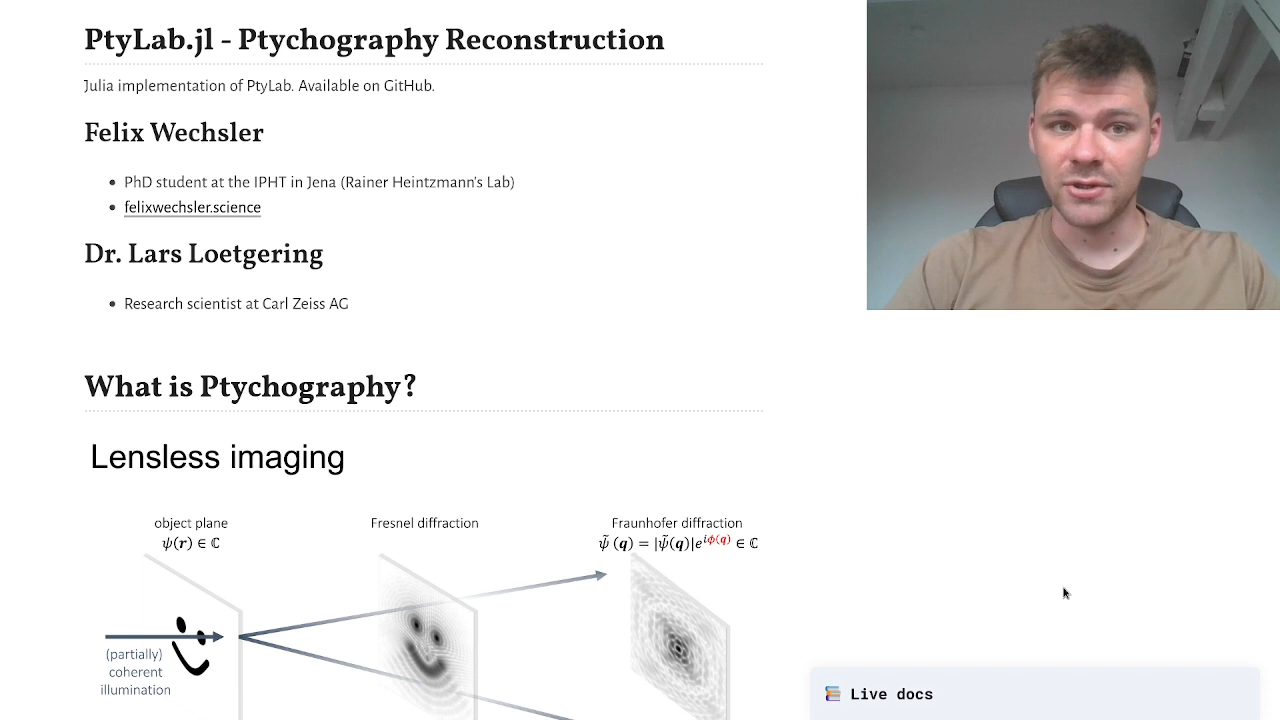 PtyLab.jl - Ptychography Reconstruction
Julia implementation of PtyLab. Available on GitHub.
Felix Wechsler
• PhD student at the IPHT in Jena (Rainer Heintzmann's Lab)
• felixwechsler.science
Dr. Lars Loetgering
• Research scientist at Carl Zeiss AG
What is Ptychography?
Lensless imaging
object plane
ψ(r) ∈ ℂ
Fresnel diffraction
Fraunhofer diffraction
ψ̃ (q) = |ψ̃(q)|e^{iϕ(q)} ∈ ℂ
(partially)
coherent
illumination
Live docs